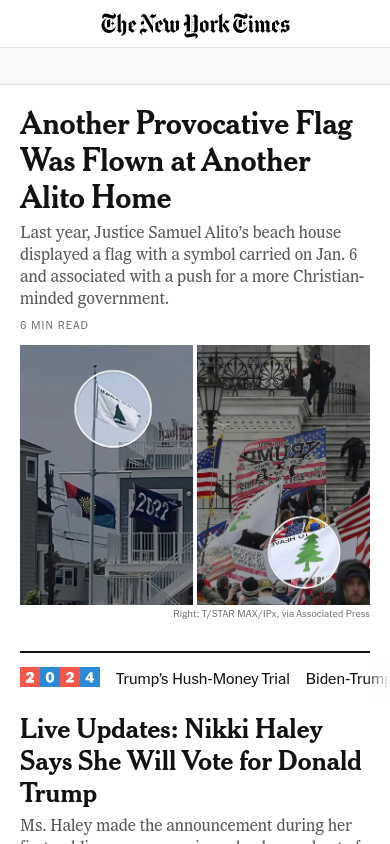 The New York Times
Another Provocative Flag
Was Flown at Another
Alito Home
Last year, Justice Samuel Alito’s beach house
displayed a flag with a symbol carried on Jan. 6
and associated with a push for a more Christian-
minded government.
6 MIN READ
2022
TRUMP
Right: T/STAR MAX/IPx, via Associated Press
2024
Trump’s Hush-Money Trial
Biden-Trump
Live Updates: Nikki Haley
Says She Will Vote for Donald
Trump
Ms. Haley made the announcement during her